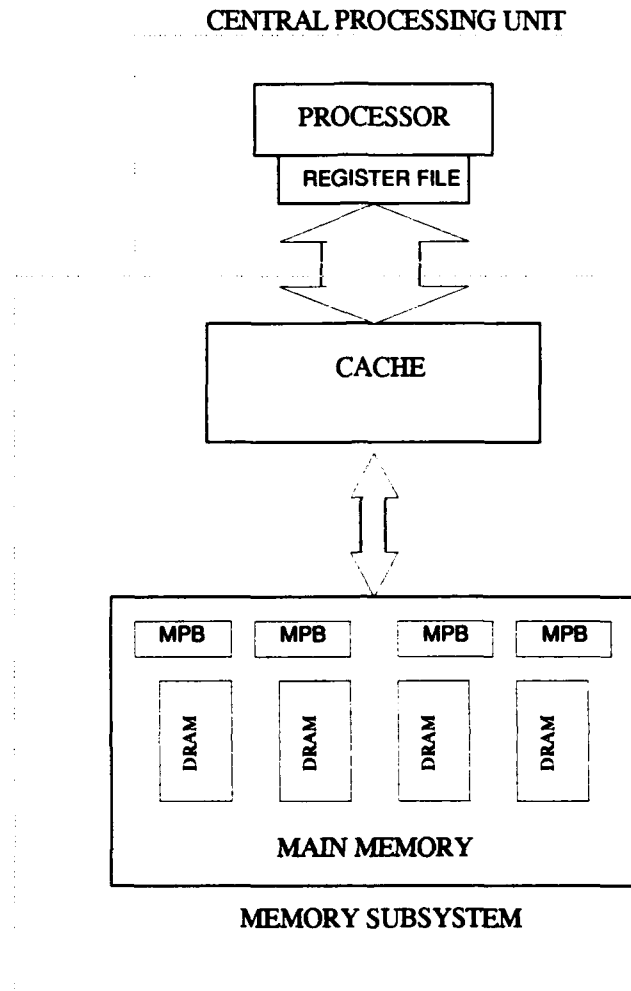 CENTRAL PROCESSING UNIT
PROCESSOR
REGISTER FILE
CACHE
MPB MPB MPB MPB
DRAM DRAM DRAM DRAM
MAIN MEMORY
MEMORY SUBSYSTEM